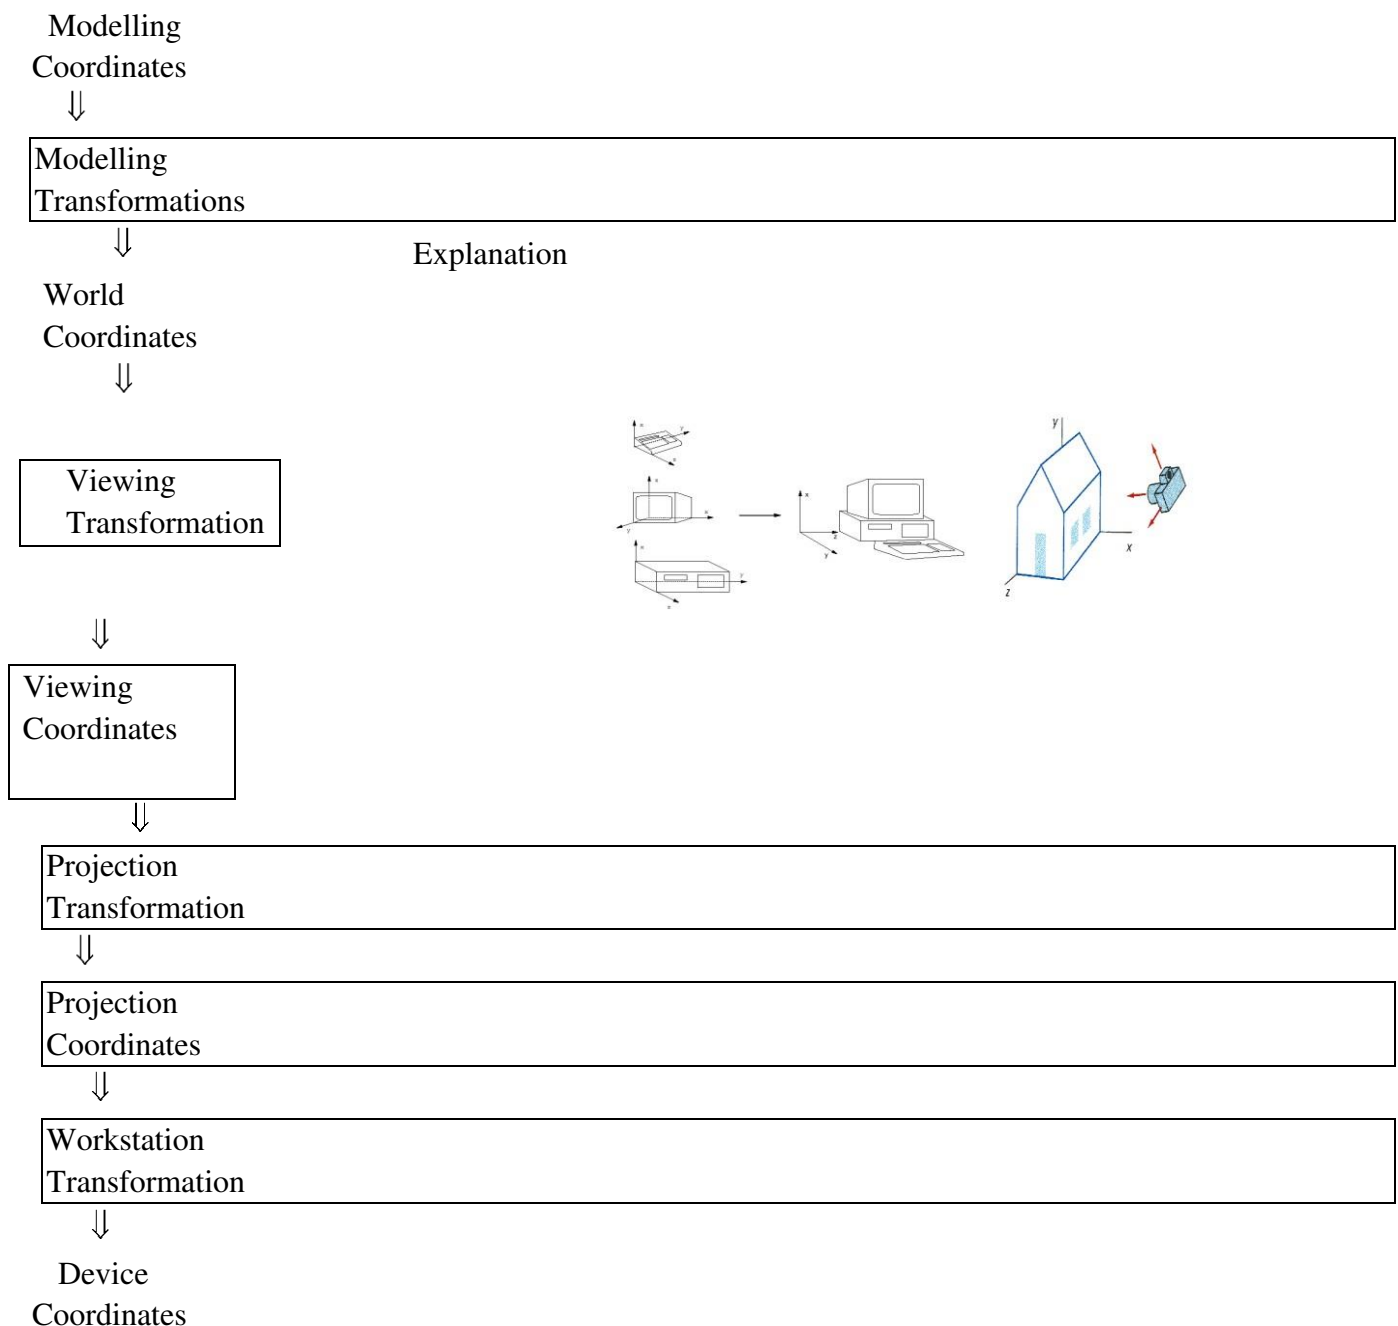 Modelling
Coordinates
⇓
Modelling
Transformations
⇓
Explanation
World
Coordinates
⇓
Viewing
Transformation
y
x
z
⇓
Viewing
Coordinates
⇓
Projection
Transformation
⇓
Projection
Coordinates
⇓
Workstation
Transformation
⇓
Device
Coordinates